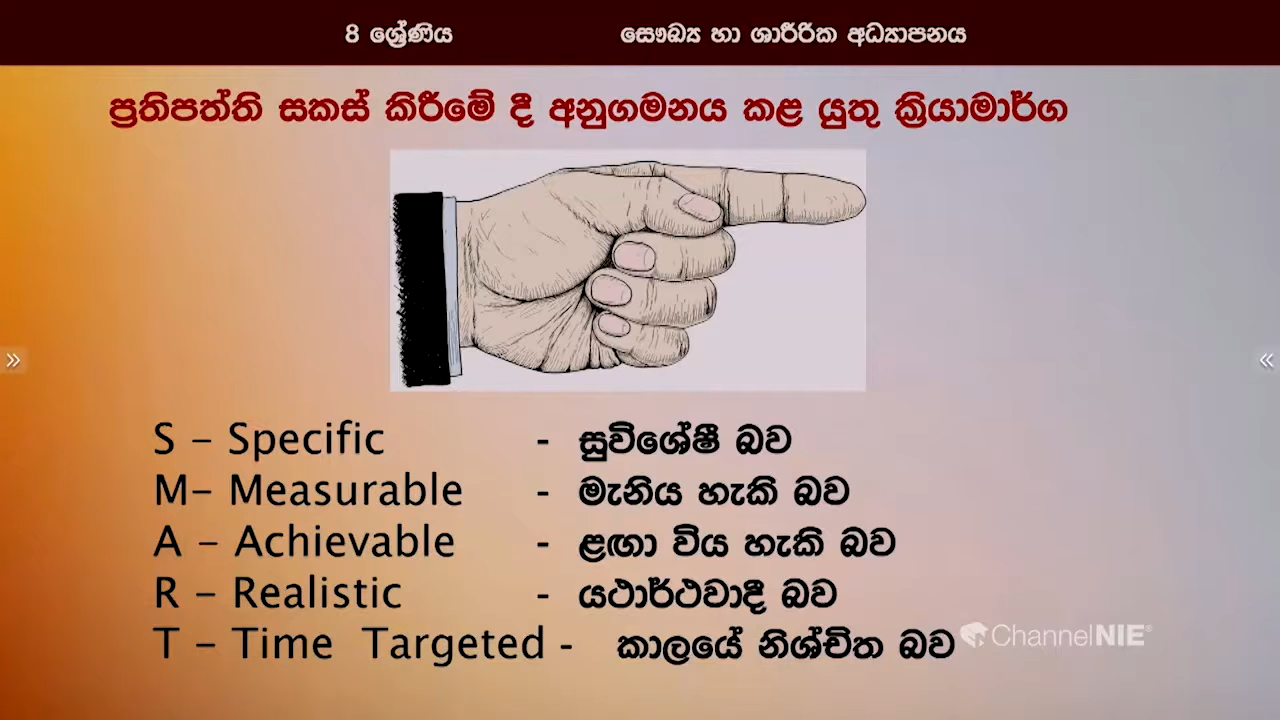 8 ශ්‍රේණිය සෞඛ්‍ය හා ශාරීරික අධ්‍යාපනය
ප්‍රතිපත්ති සකස් කිරීමේ දී අනුගමනය කළ යුතු ක්‍රියාමාර්ග
S – Specific - සුවිශේෂී බව
M– Measurable - මැනිය හැකි බව
A – Achievable - ළඟා විය හැකි බව
R – Realistic - යථාර්ථවාදී බව
T – Time Targeted - කාලයේ නිශ්චිත බව
ChannelNIE